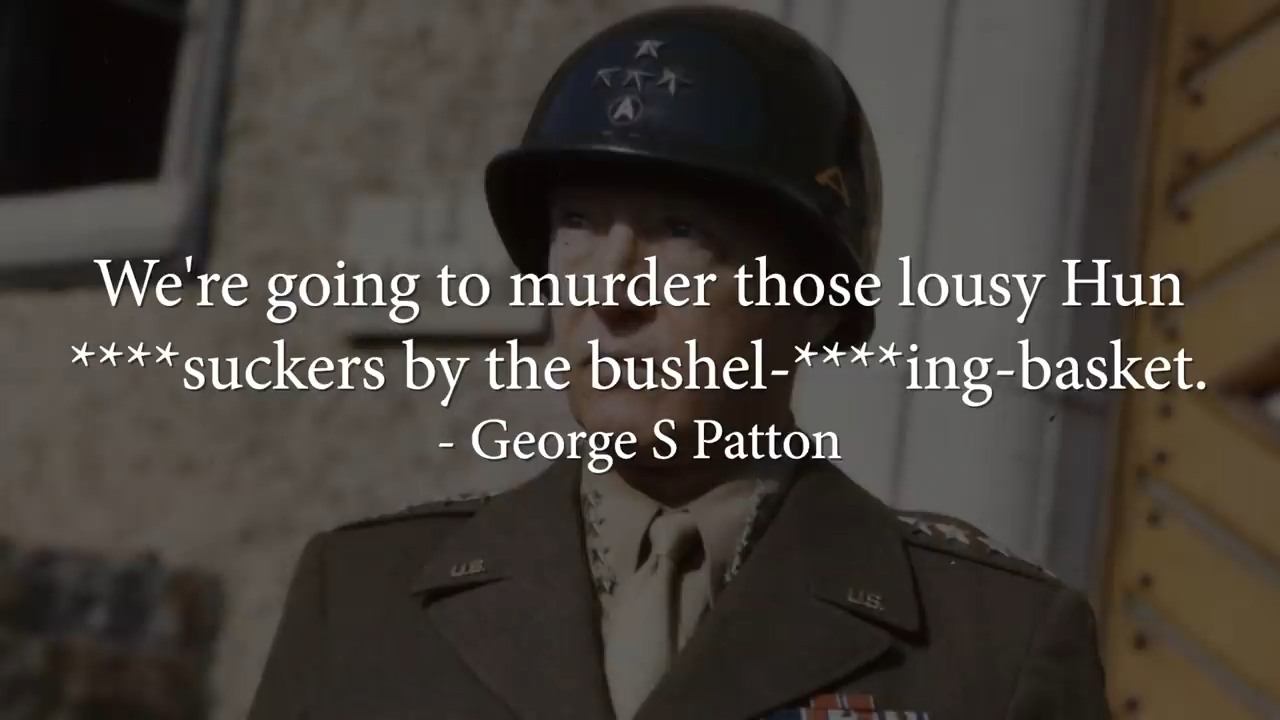 We're going to murder those lousy Hun
****suckers by the bushel-****ing-basket.
- George S Patton
U.S.
U.S.
A